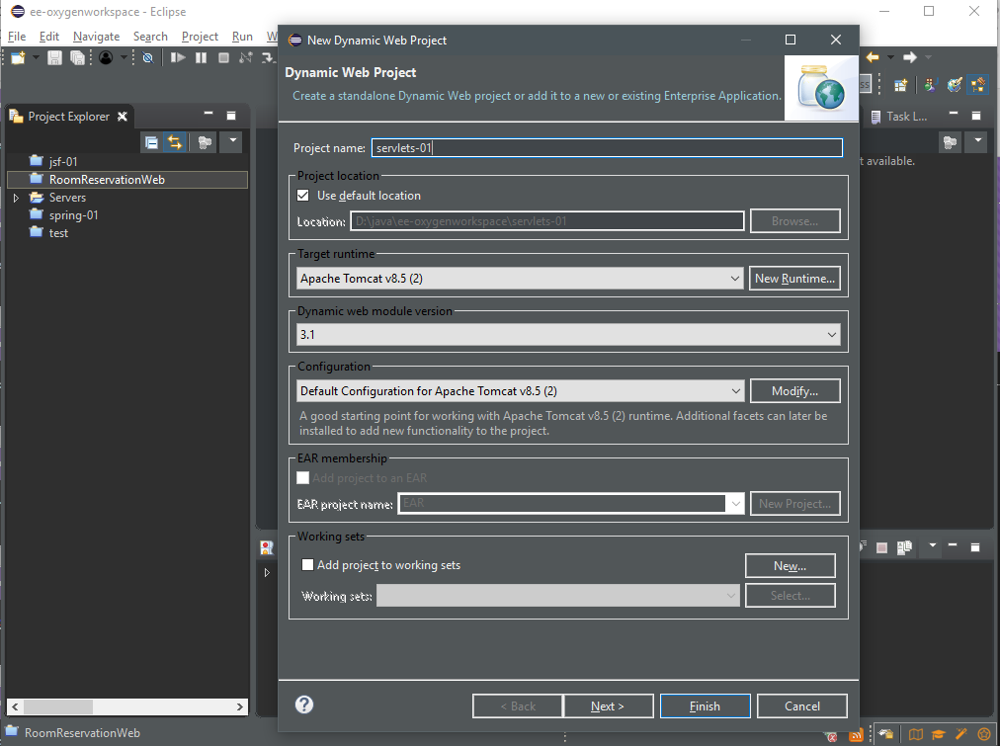 ee-oxygenworkspace - Eclipse
File Edit Navigate Search Project Run W
New Dynamic Web Project
Dynamic Web Project
Create a standalone Dynamic Web project or add it to a new or existing Enterprise Application.
Project Explorer
Task L...
jsf-01
RoomReservationWeb
Servers
spring-01
test
t available.
Project name: servlets-01
Project location
Use default location
Location: D:\java\ee-oxygenworkspace\servlets-01 Browse...
Target runtime
Apache Tomcat v8.5 (2) New Runtime...
Dynamic web module version
3.1
Configuration
Default Configuration for Apache Tomcat v8.5 (2) Modify...
A good starting point for working with Apache Tomcat v8.5 (2) runtime. Additional facets can later be
installed to add new functionality to the project.
EAR membership
Add project to an EAR
EAR project name: EAR New Project...
Working sets
Add project to working sets New...
Working sets: Select...
? < Back Next > Finish Cancel
RoomReservationWeb